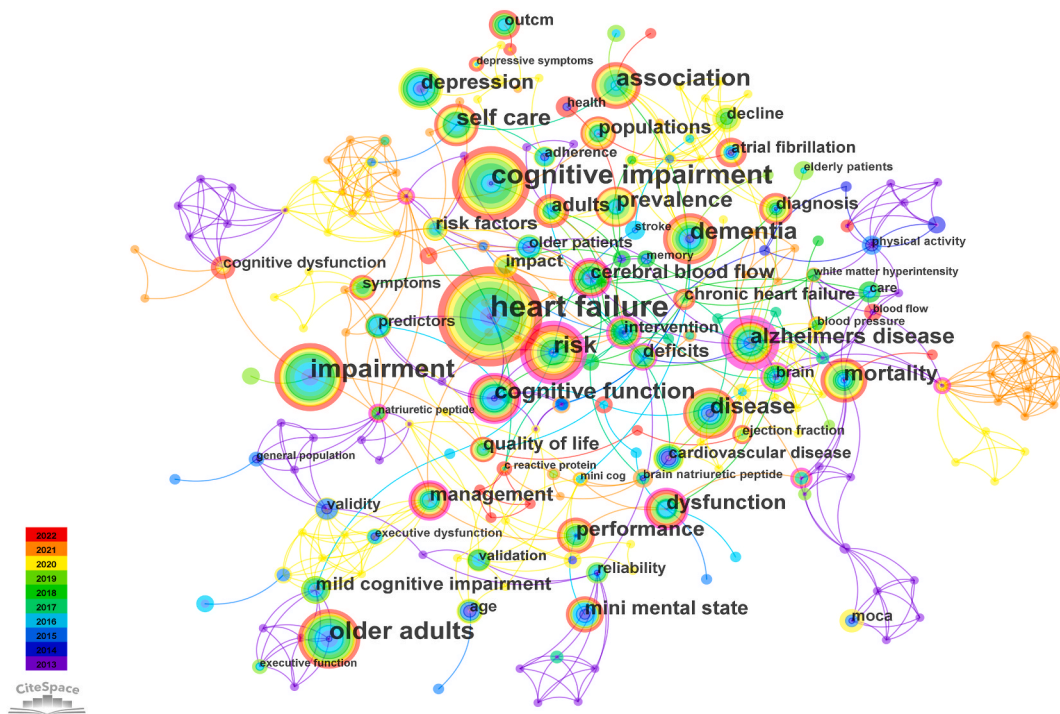 outcm
depressive symptoms
depression
association
health
decline
self care
populations
atrial fibrillation
adherence
elderly patients
cognitive impairment
adults
prevalence
diagnosis
risk factors
stroke
dementia
older patients
physical activity
impact
memory
cognitive dysfunction
cerebral blood flow
white matter hyperintensity
symptoms
chronic heart failure
care
heart failure
blood flow
predictors
intervention
blood pressure
risk
deficits
alzheimers disease
impairment
brain
mortality
cognitive function
natriuretic peptide
disease
ejection fraction
quality of life
general population
cardiovascular disease
c reactive protein
mini cog
brain natriuretic peptide
management
validity
dysfunction
executive dysfunction
performance
validation
reliability
mild cognitive impairment
age
mini mental state
moca
older adults
executive function
2022
2021
2020
2019
2018
2017
2016
2015
2014
2013
CiteSpace